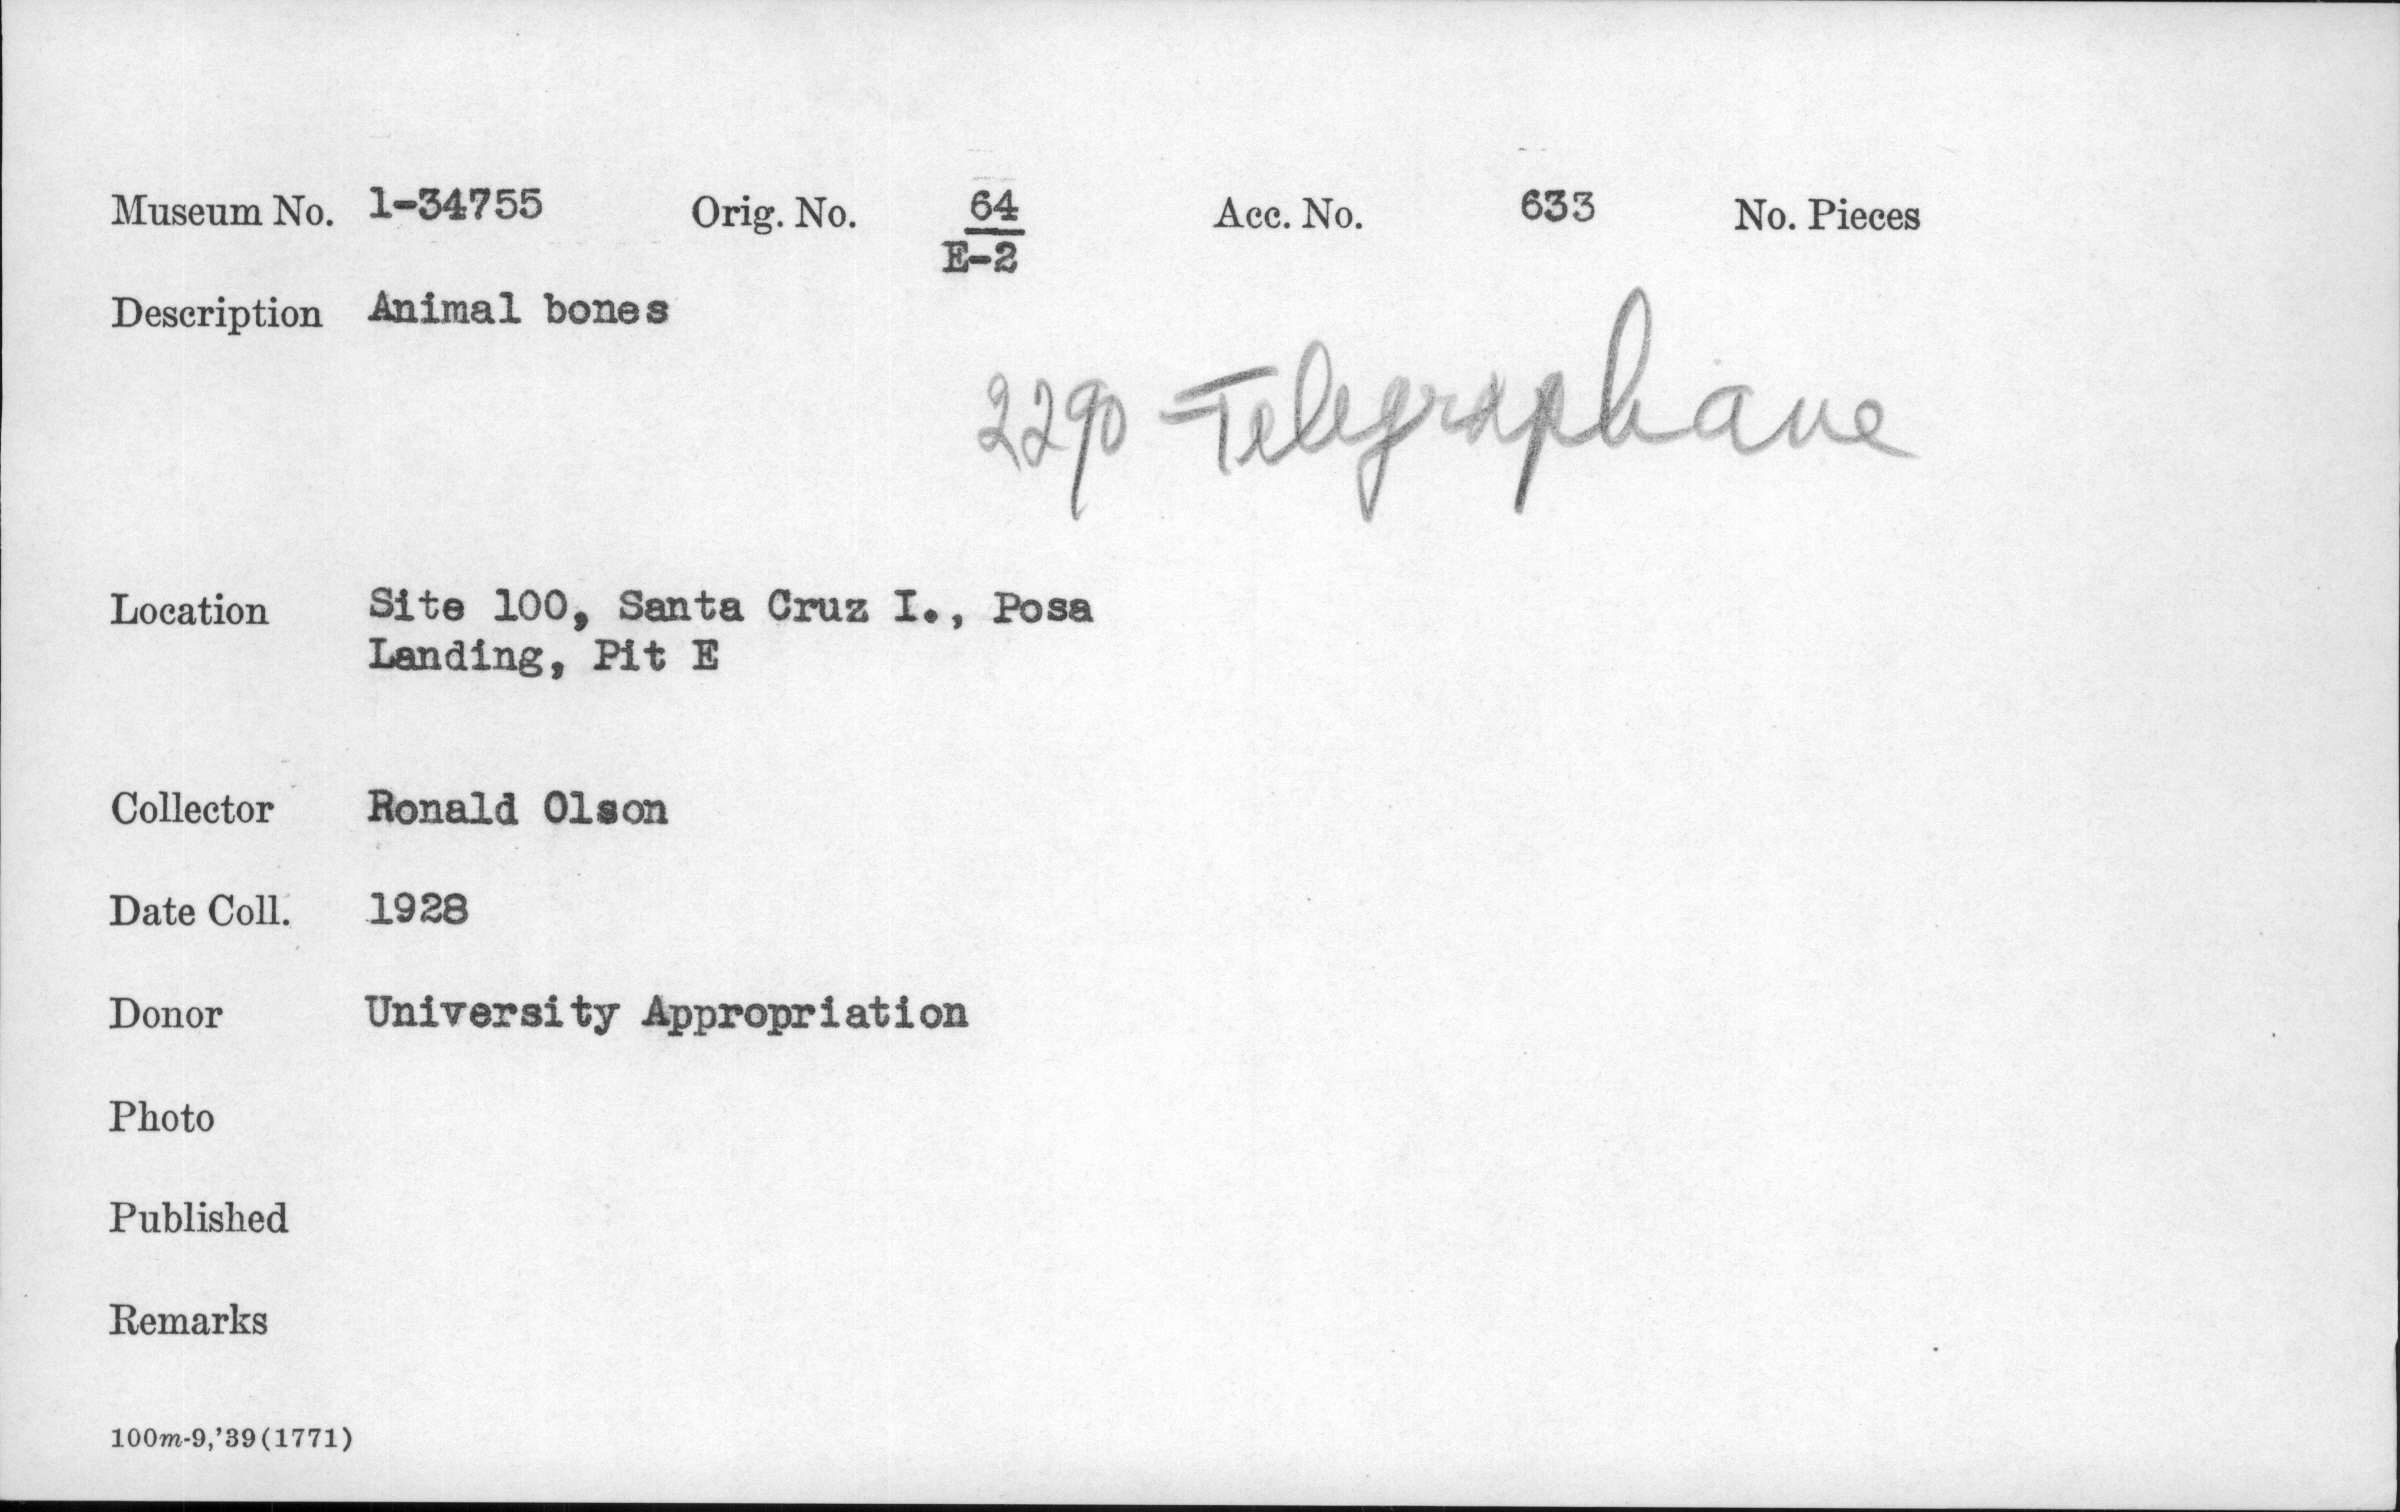 Museum No. 1-34755 Orig. No. 64/E-2 Acc. No. 633 No. Pieces
Description Animal bones
2290 Telegraph ave
Location Site 100, Santa Cruz I., Posa
Landing, Pit E
Collector Ronald Olson
Date Coll. 1928
Donor University Appropriation
Photo
Published
Remarks
100m-9,'39(1771)